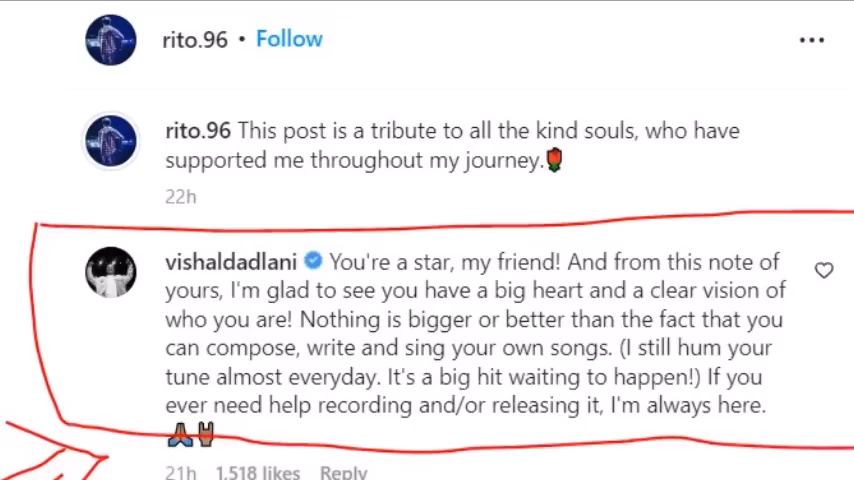 rito.96 • Follow
rito.96 This post is a tribute to all the kind souls, who have
supported me throughout my journey.🌹
22h
vishaldadlani You're a star, my friend! And from this note of
yours, I'm glad to see you have a big heart and a clear vision of
who you are! Nothing is bigger or better than the fact that you
can compose, write and sing your own songs. (I still hum your
tune almost everyday. It's a big hit waiting to happen!) If you
ever need help recording and/or releasing it, I'm always here.
🙏🏽🤘🏽
21h 1,518 likes Reply